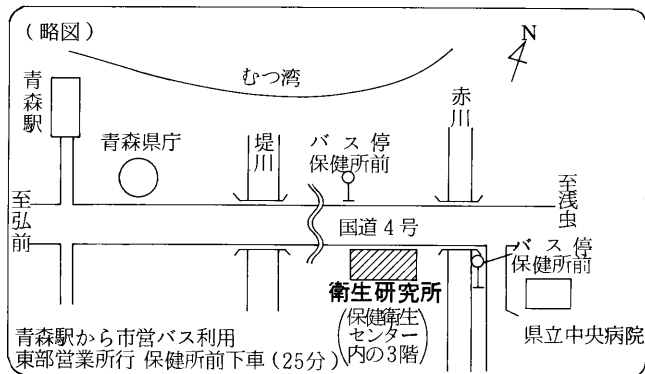 (略図)
N
むつ湾
青森駅
青森県庁
堤川
バス停
保健所前
赤川
至弘前
国道4号
至浅虫
バス停
保健所前
衛生研究所
(保健衛生
センター
内の3階)
県立中央病院
青森駅から市営バス利用
東部営業所行 保健所前下車(25分)